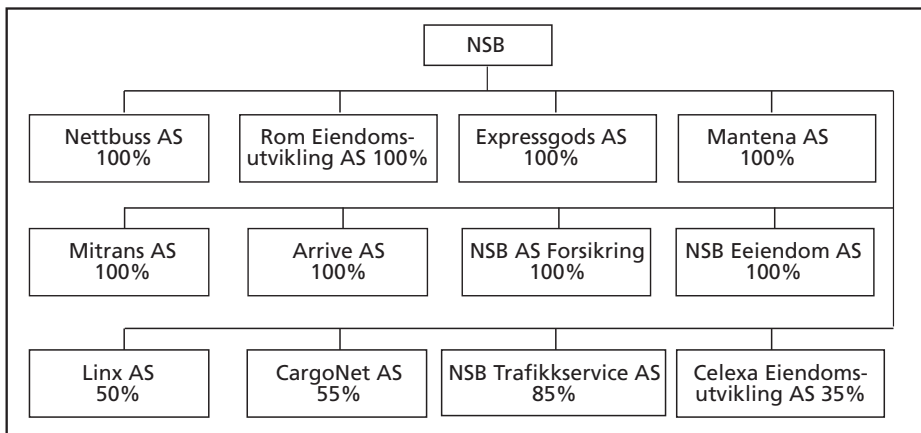 NSB
Nettbuss AS
100%
Rom Eiendoms-
utvikling AS 100%
Expressgods AS
100%
Mantena AS
100%
Mitrans AS
100%
Arrive AS
100%
NSB AS Forsikring
100%
NSB Eeiendom AS
100%
Linx AS
50%
CargoNet AS
55%
NSB Trafikkservice AS
85%
Celexa Eiendoms-
utvikling AS 35%